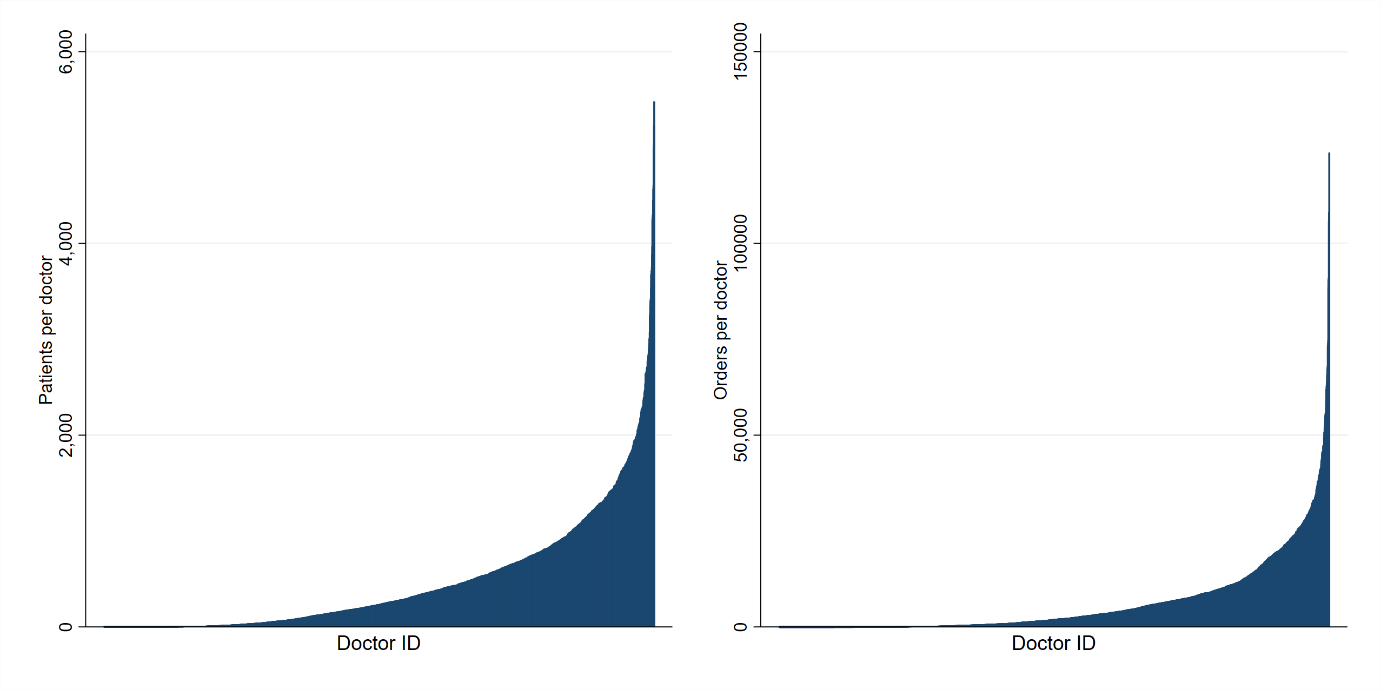 Patients per doctor
6,000
4,000
2,000
0
Doctor ID
Orders per doctor
150000
100000
50,000
0
Doctor ID